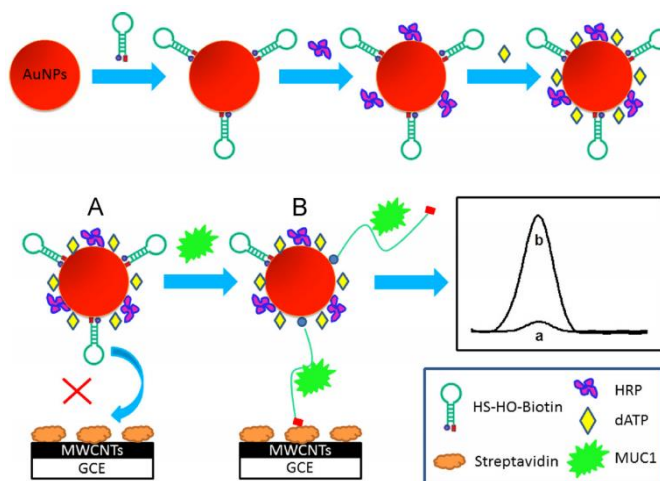 AuNPs
A
B
b
a
MWCNTs
GCE
MWCNTs
GCE
HS-HO-Biotin
HRP
dATP
Streptavidin
MUC1